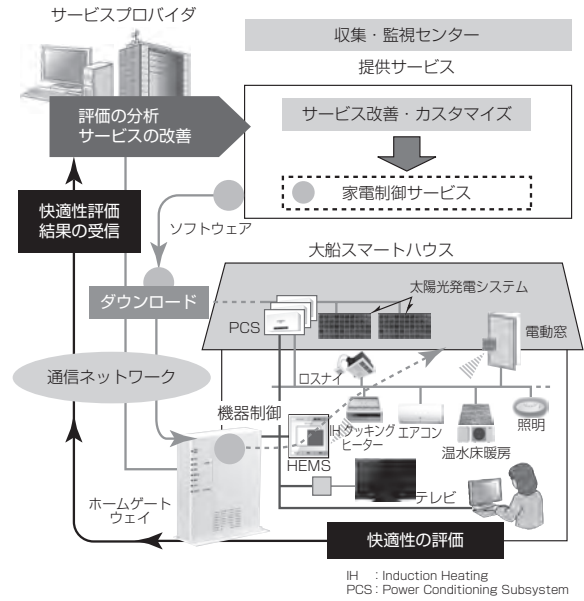 サービスプロバイダ
収集・監視センター
提供サービス
評価の分析
サービスの改善
サービス改善・カスタマイズ
家電制御サービス
快適性評価
結果の受信
ソフトウェア
大船スマートハウス
ダウンロード
太陽光発電システム
PCS
電動窓
通信ネットワーク
ロスナイ
機器制御
IHクッキング
ヒーター
エアコン
温水床暖房
照明
HEMS
ホームゲート
ウェイ
テレビ
快適性の評価
IH : Induction Heating
PCS : Power Conditioning Subsystem